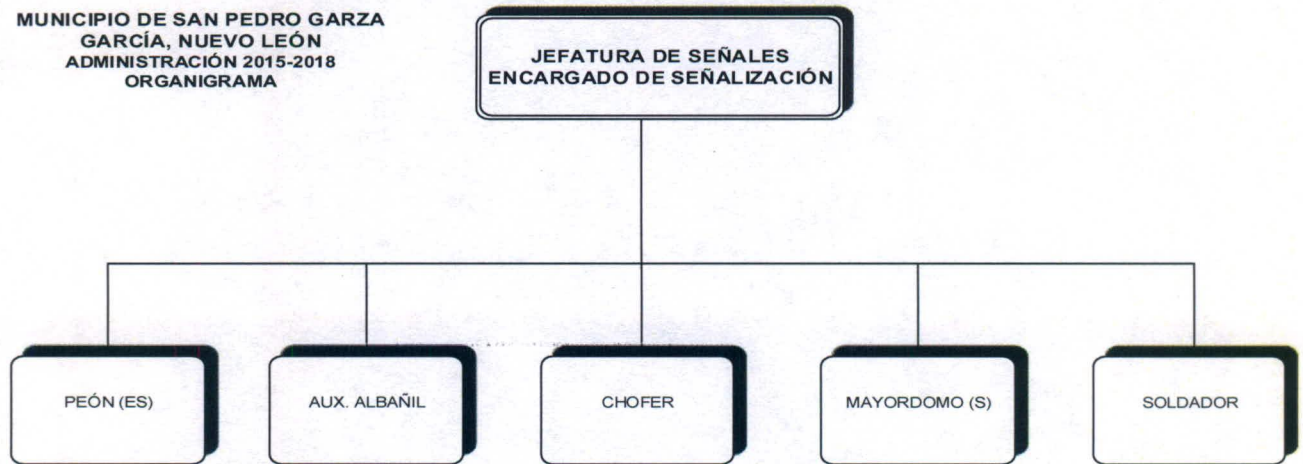 MUNICIPIO DE SAN PEDRO GARZA
GARCÍA, NUEVO LEÓN
ADMINISTRACIÓN 2015-2018
ORGANIGRAMA
JEFATURA DE SEÑALES
ENCARGADO DE SEÑALIZACIÓN
PEÓN (ES)
AUX. ALBAÑIL
CHOFER
MAYORDOMO (S)
SOLDADOR